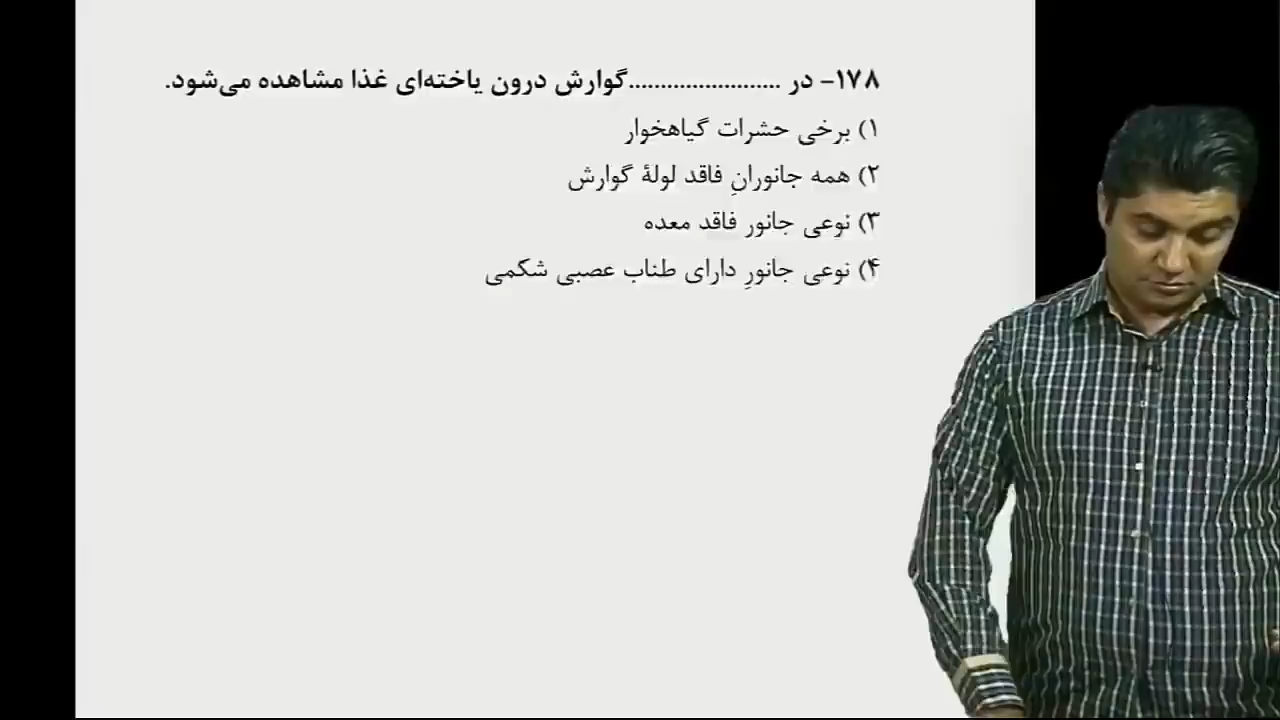 ۱۷۸- در ........................گوارش درون یاخته‌ای غذا مشاهده می‌شود.
۱) برخی حشرات گیاهخوار
۲) همه جانورانِ فاقد لولهٔ گوارش
۳) نوعی جانور فاقد معده
۴) نوعی جانورِ دارای طناب عصبی شکمی